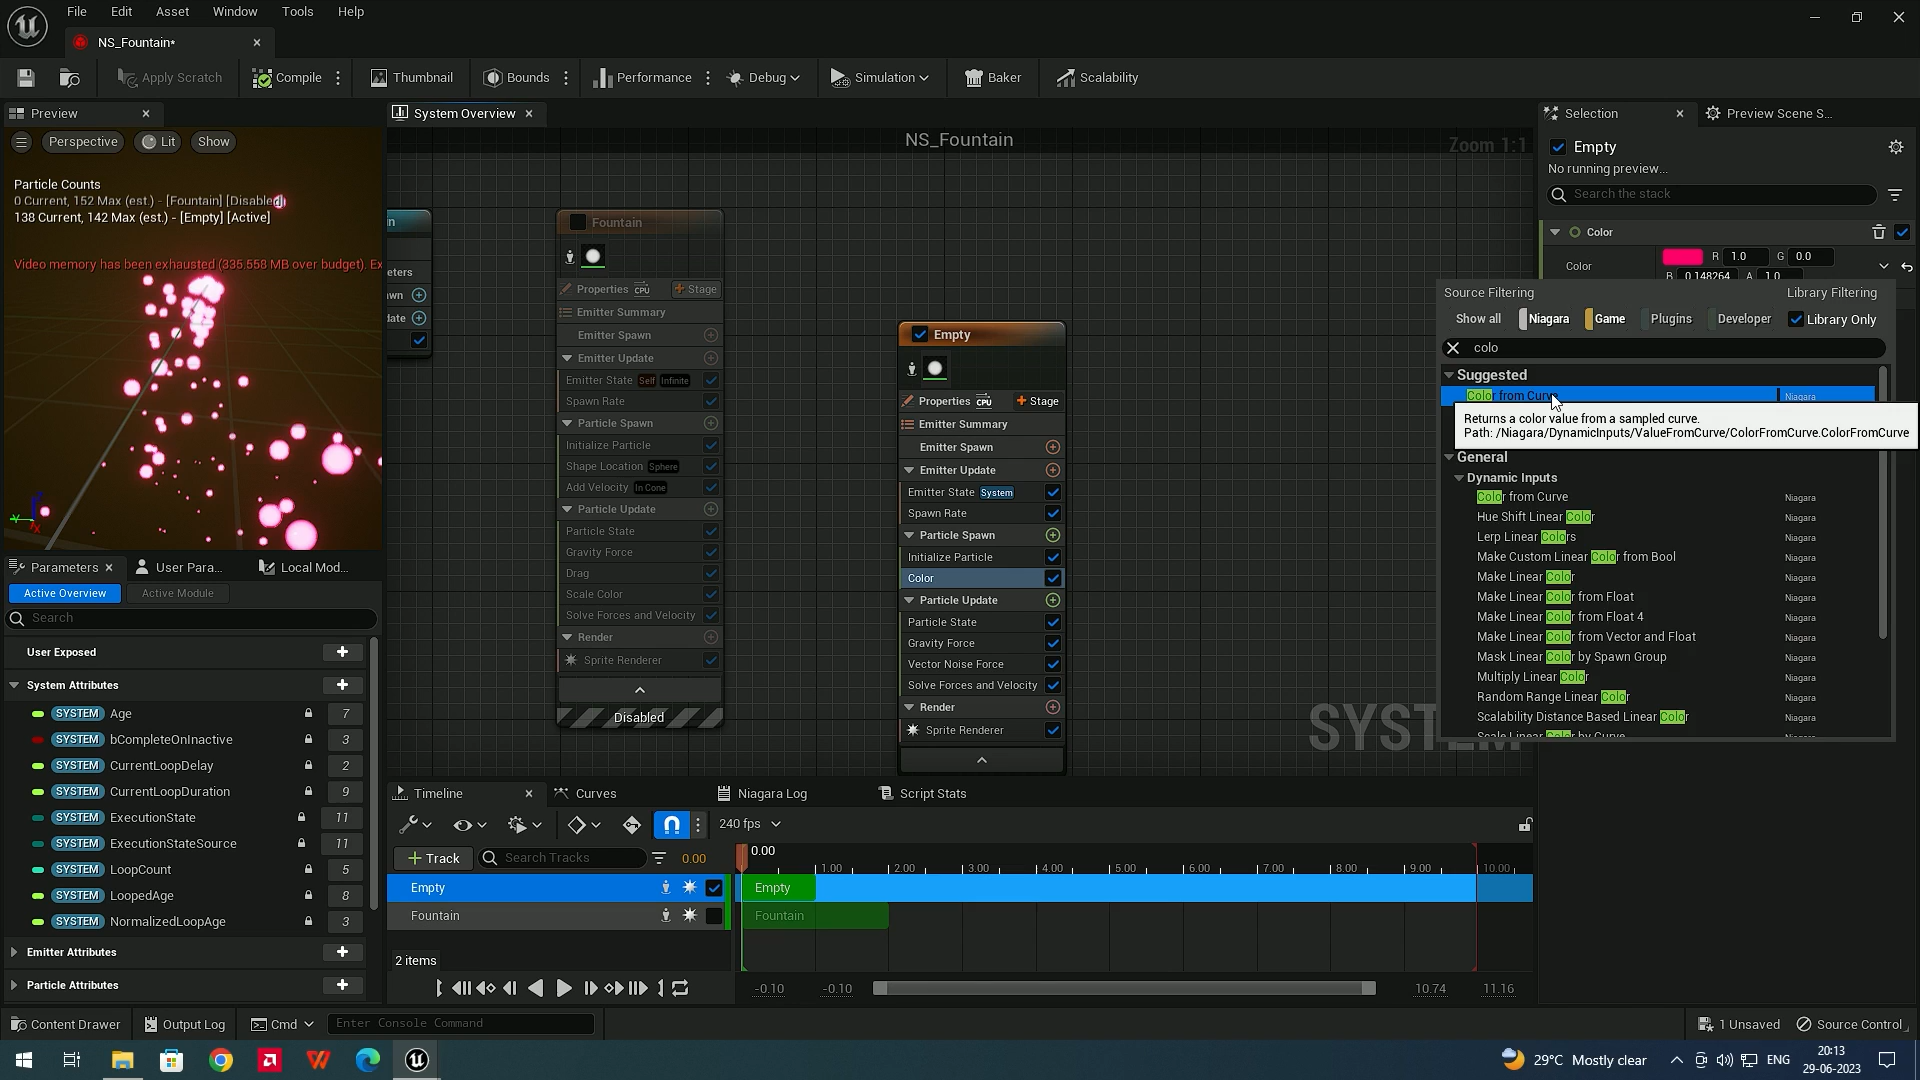 File Edit Asset Window Tools Help
NS_Fountain*
Apply Scratch Compile Thumbnail Bounds Performance Debug Simulation Baker Scalability
Preview
System Overview
Selection
Preview Scene S...
Perspective Lit Show
NS_Fountain
Zoom 1:1
Empty
No running preview...
Search the stack
Particle Counts
0 Current, 152 Max (est.) - [Fountain] [Disabled]
138 Current, 142 Max (est.) - [Empty] [Active]
Video memory has been exhausted (335.558 MB over budget). Ex
Color
Color R 1.0 G 0.0
B 0.148264 A 1.0
Source Filtering Library Filtering
Show all Niagara Game Plugins Developer Library Only
colo
Suggested
Color from Curve Niagara
Returns a color value from a sampled curve.
Path: /Niagara/DynamicInputs/ValueFromCurve/ColorFromCurve.ColorFromCurve
General
Dynamic Inputs
Color from Curve Niagara
Hue Shift Linear Color Niagara
Lerp Linear Colors Niagara
Make Custom Linear Color from Bool Niagara
Make Linear Color Niagara
Make Linear Color from Float Niagara
Make Linear Color from Float 4 Niagara
Make Linear Color from Vector and Float Niagara
Mask Linear Color by Spawn Group Niagara
Multiply Linear Color Niagara
Random Range Linear Color Niagara
Scalability Distance Based Linear Color Niagara
Scale Linear Color by Curve
n
eters
wn
date
Fountain
Properties CPU Stage
Emitter Summary
Emitter Spawn
Emitter Update
Emitter State Self Infinite
Spawn Rate
Particle Spawn
Initialize Particle
Shape Location Sphere
Add Velocity In Cone
Particle Update
Particle State
Gravity Force
Drag
Scale Color
Solve Forces and Velocity
Render
Sprite Renderer
Disabled
Empty
Properties CPU Stage
Emitter Summary
Emitter Spawn
Emitter Update
Emitter State System
Spawn Rate
Particle Spawn
Initialize Particle
Color
Particle Update
Particle State
Gravity Force
Vector Noise Force
Solve Forces and Velocity
Render
Sprite Renderer
SYSTEM
Parameters User Para... Local Mod...
Active Overview Active Module
Search
User Exposed
System Attributes
SYSTEM Age 7
SYSTEM bCompleteOnInactive 3
SYSTEM CurrentLoopDelay 2
SYSTEM CurrentLoopDuration 9
SYSTEM ExecutionState 11
SYSTEM ExecutionStateSource 11
SYSTEM LoopCount 5
SYSTEM LoopedAge 8
SYSTEM NormalizedLoopAge 3
Emitter Attributes
Particle Attributes
Timeline Curves Niagara Log Script Stats
240 fps
Track Search Tracks 0.00
0.00
1.00 2.00 3.00 4.00 5.00 6.00 7.00 8.00 9.00 10.00
Empty Empty
Fountain Fountain
2 items
-0.10 -0.10 10.74 11.16
Content Drawer Output Log Cmd Enter Console Command 1 Unsaved Source Control
29°C Mostly clear ENG 20:13
29-06-2023